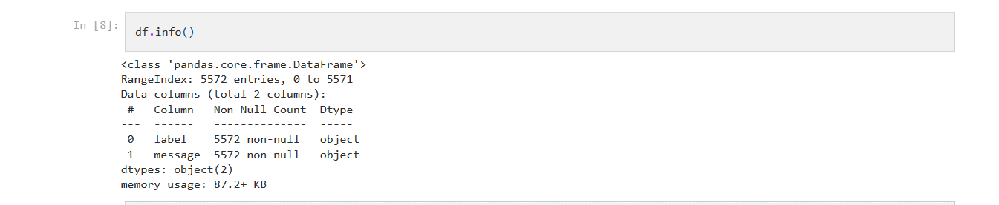 In [8]:
df.info()
<class 'pandas.core.frame.DataFrame'>
RangeIndex: 5572 entries, 0 to 5571
Data columns (total 2 columns):
 #   Column   Non-Null Count  Dtype
---  ------   --------------  -----
 0   label    5572 non-null   object
 1   message  5572 non-null   object
dtypes: object(2)
memory usage: 87.2+ KB